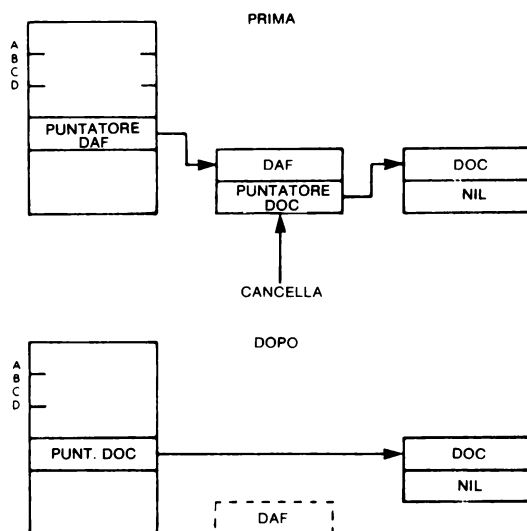 PRIMA
A
B
C
D
PUNTATORE
DAF
DAF
DOC
PUNTATORE
DOC
NIL
CANCELLA
DOPO
A
B
C
D
PUNT. DOC
DOC
NIL
DAF